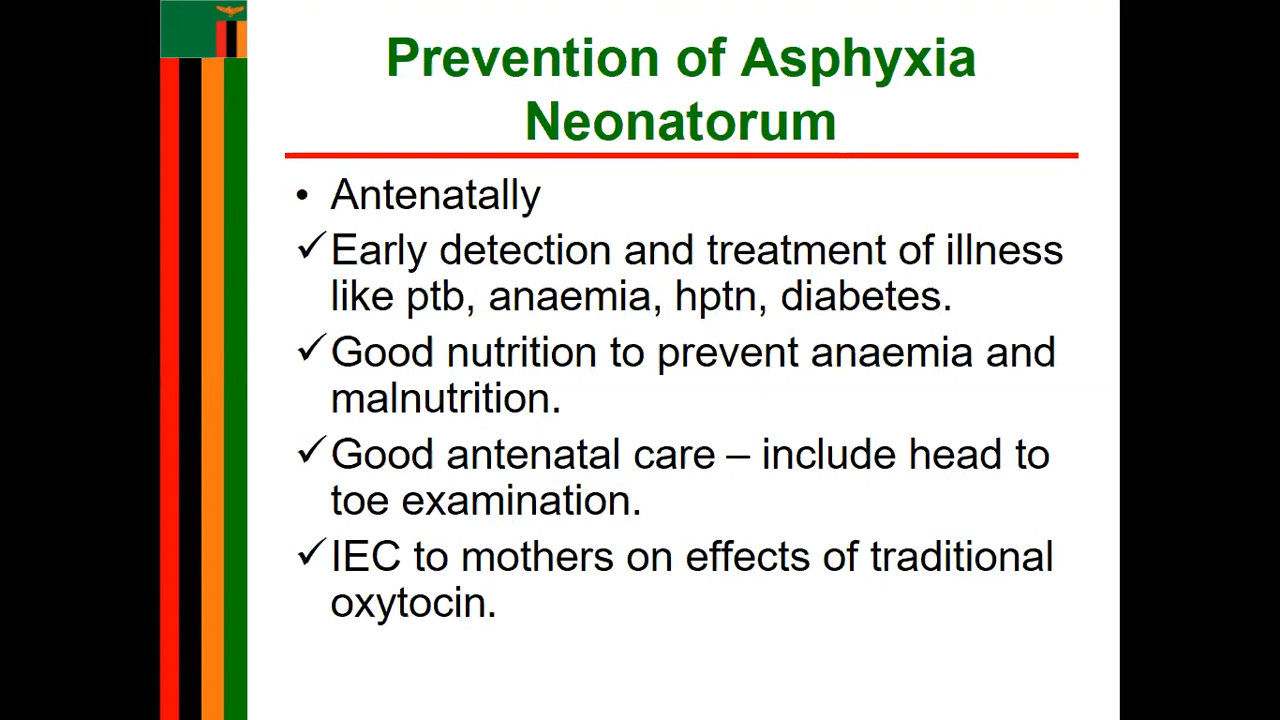 Prevention of Asphyxia
Neonatorum
• Antenatally
✓Early detection and treatment of illness
like ptb, anaemia, hptn, diabetes.
✓Good nutrition to prevent anaemia and
malnutrition.
✓Good antenatal care – include head to
toe examination.
✓IEC to mothers on effects of traditional
oxytocin.